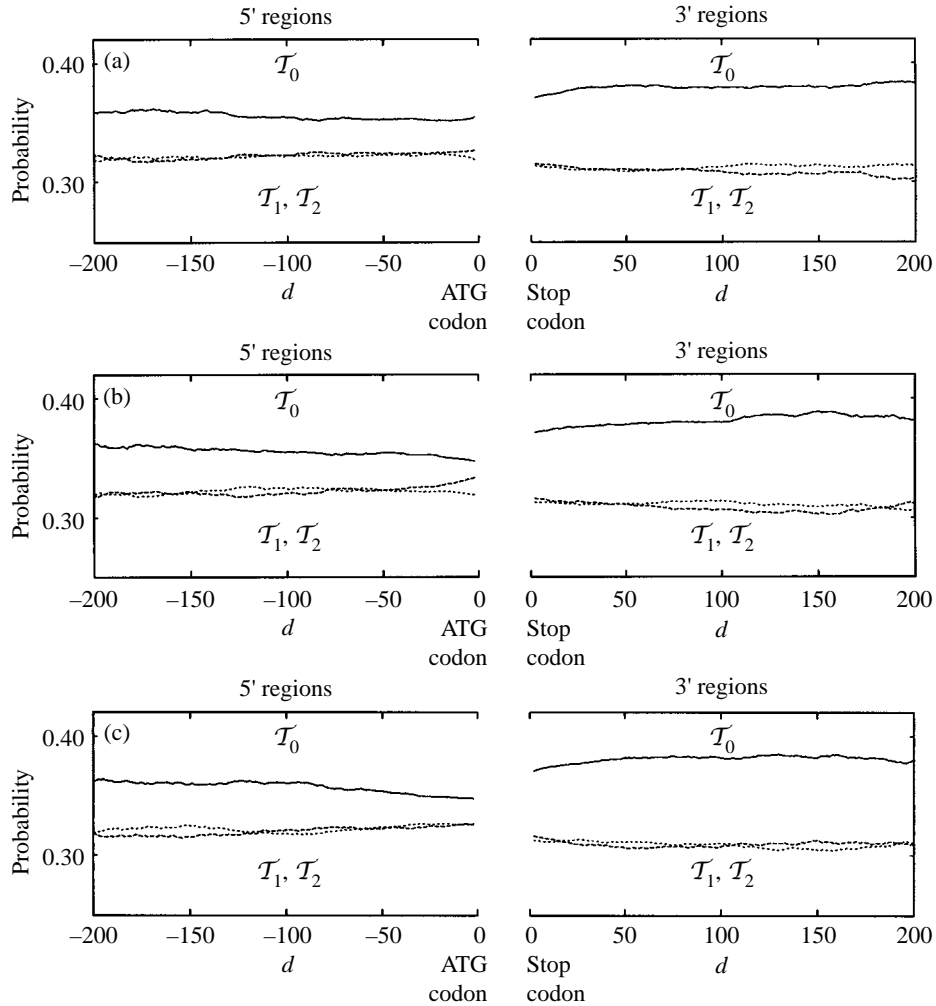 5' regions 3' regions
(a)
0.40
𝒯0 𝒯0
Probability
0.30
𝒯1, 𝒯2 𝒯1, 𝒯2
–200 –150 –100 –50 0 0 50 100 150 200
d ATG Stop d
codon codon
5' regions 3' regions
(b)
0.40
𝒯0 𝒯0
Probability
0.30
𝒯1, 𝒯2 𝒯1, 𝒯2
–200 –150 –100 –50 0 0 50 100 150 200
d ATG Stop d
codon codon
5' regions 3' regions
(c)
0.40
𝒯0 𝒯0
Probability
0.30
𝒯1, 𝒯2 𝒯1, 𝒯2
–200 –150 –100 –50 0 0 50 100 150 200
d ATG Stop d
codon codon